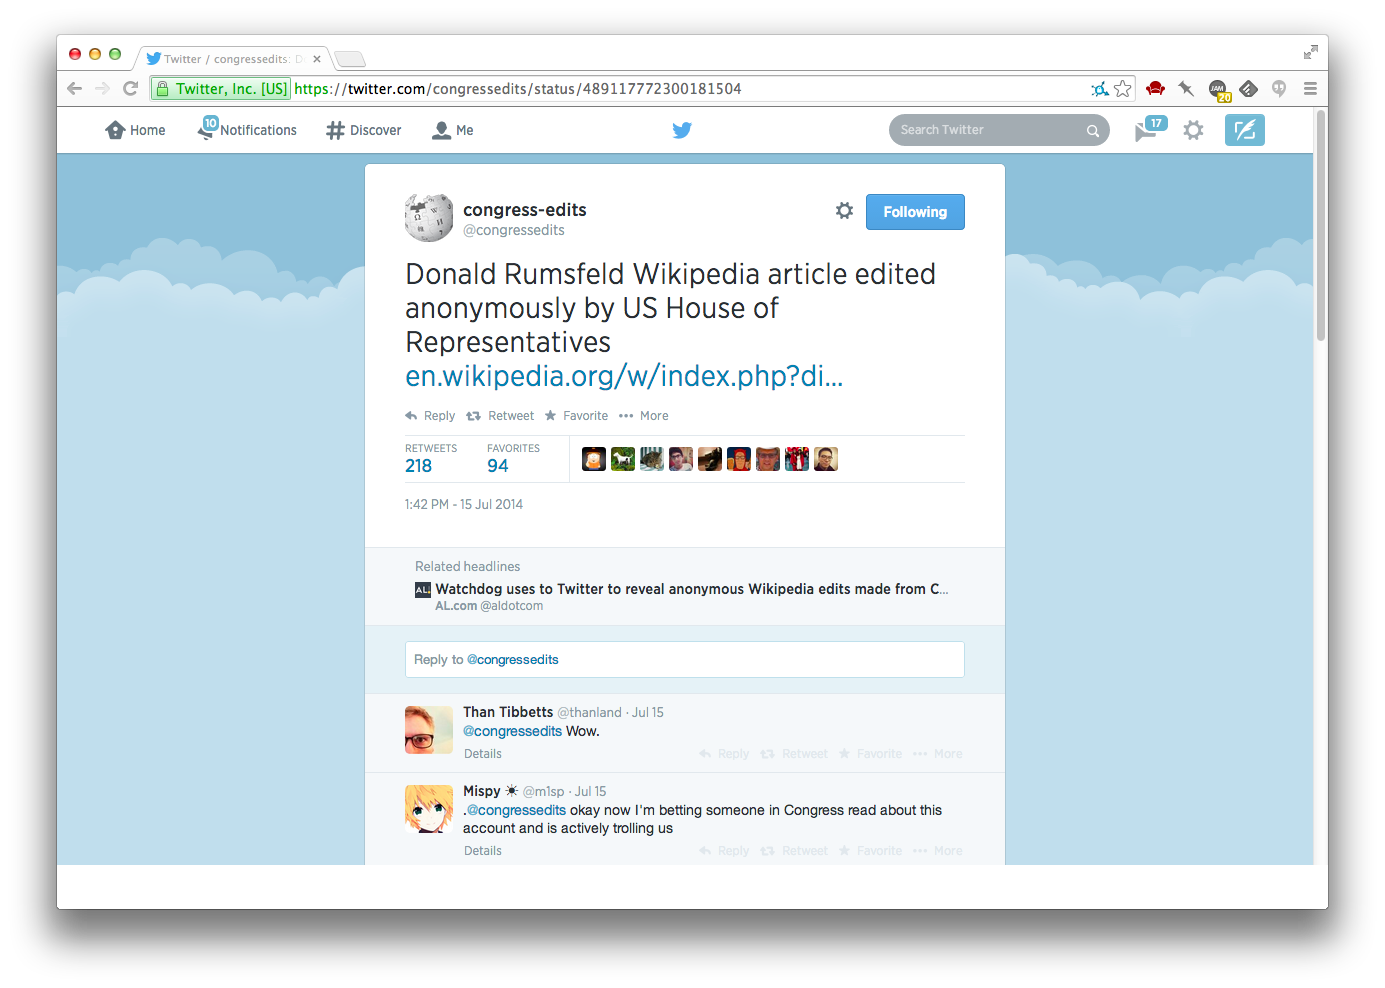 Twitter / congressedits: D
Twitter, Inc. [US] https://twitter.com/congressedits/status/489117772300181504
JAM
20
Home
10
Notifications
Discover
Me
Search Twitter
17
congress-edits
@congressedits
Following
Donald Rumsfeld Wikipedia article edited
anonymously by US House of
Representatives
en.wikipedia.org/w/index.php?di...
Reply Retweet Favorite More
RETWEETS FAVORITES
218 94
1:42 PM - 15 Jul 2014
Related headlines
AL. Watchdog uses to Twitter to reveal anonymous Wikipedia edits made from C...
AL.com @aldotcom
Reply to @congressedits
Than Tibbetts @thanland · Jul 15
@congressedits Wow.
Details Reply Retweet Favorite More
Mispy ☀ @m1sp · Jul 15
.@congressedits okay now I'm betting someone in Congress read about this
account and is actively trolling us
Details Reply Retweet Favorite More